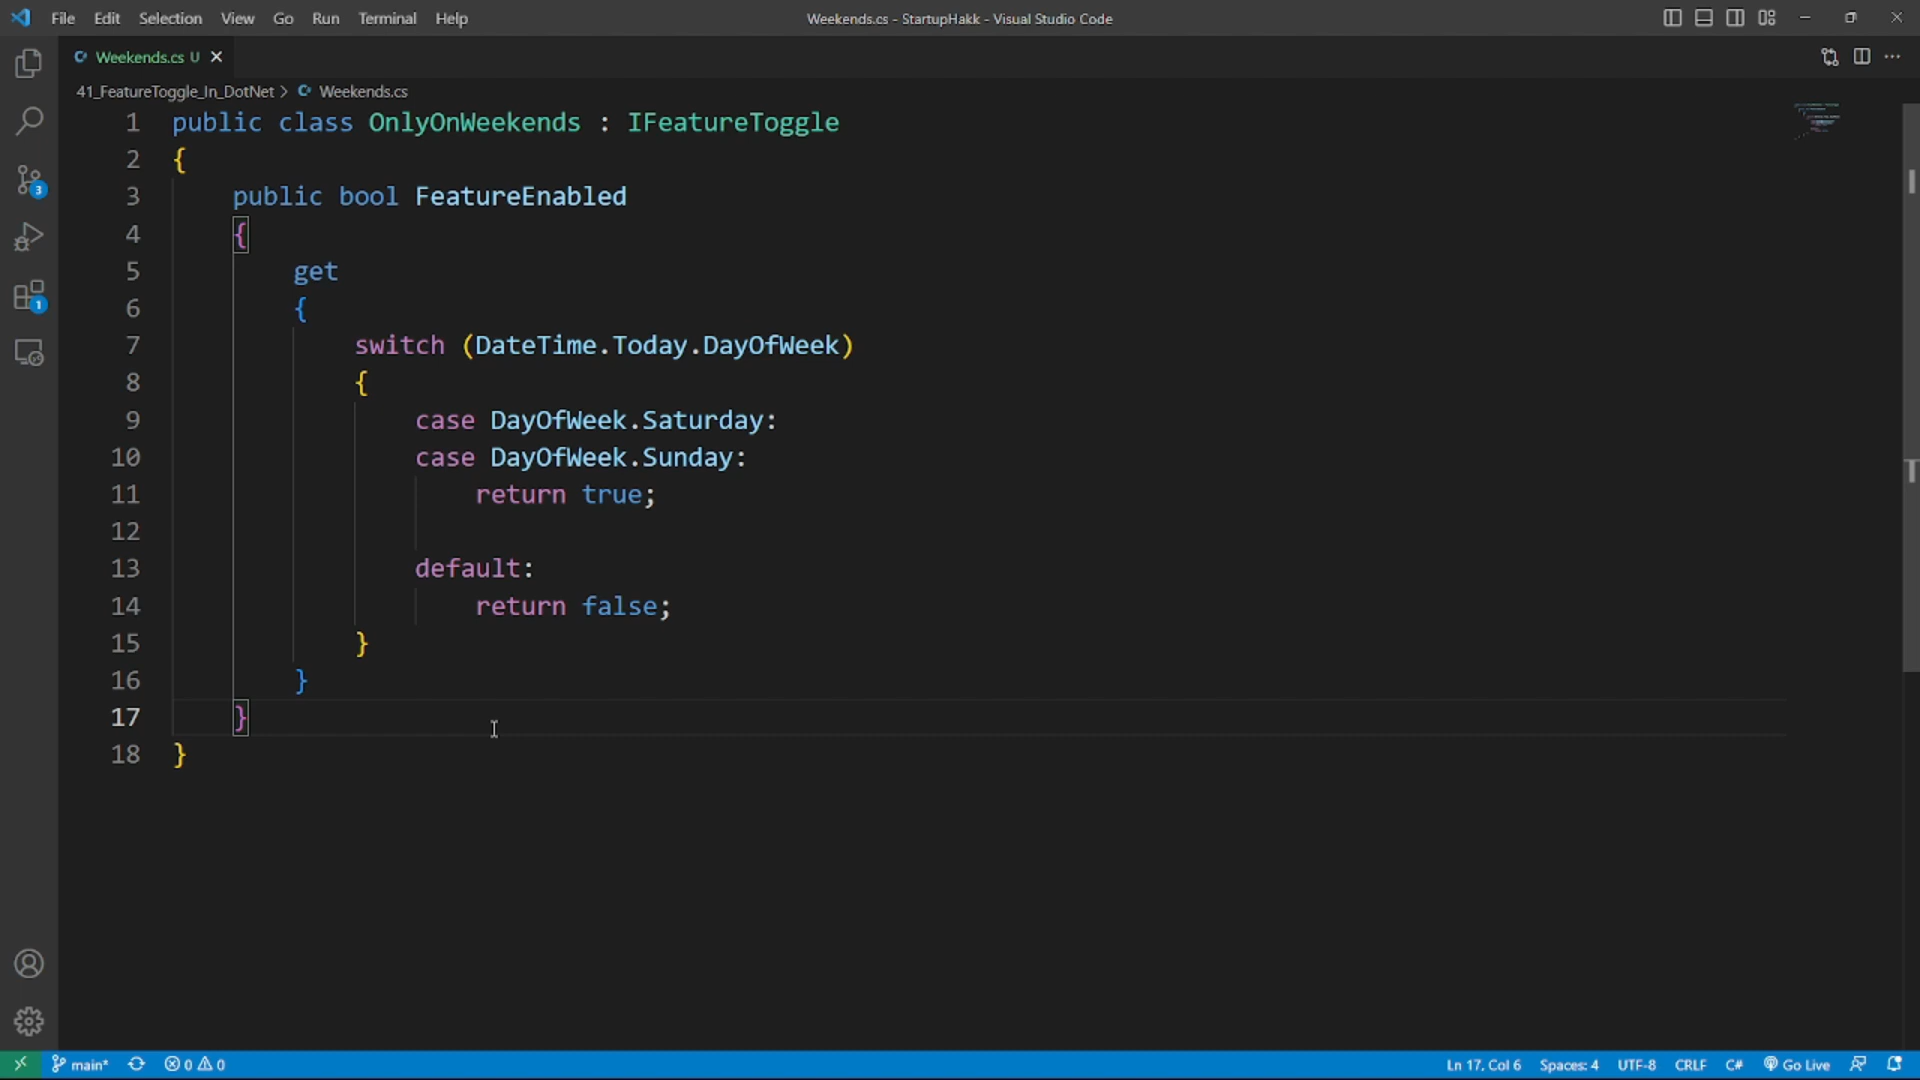 File Edit Selection View Go Run Terminal Help Weekends.cs - StartupHakk - Visual Studio Code
Weekends.cs U
41_FeatureToggle_In_DotNet > Weekends.cs
1 public class OnlyOnWeekends : IFeatureToggle
2 {
3 public bool FeatureEnabled
4 {
5 get
6 {
7 switch (DateTime.Today.DayOfWeek)
8 {
9 case DayOfWeek.Saturday:
10 case DayOfWeek.Sunday:
11 return true;
12
13 default:
14 return false;
15 }
16 }
17 }
18 }
3
1
main* 0 0 Ln 17, Col 6 Spaces: 4 UTF-8 CRLF C# Go Live